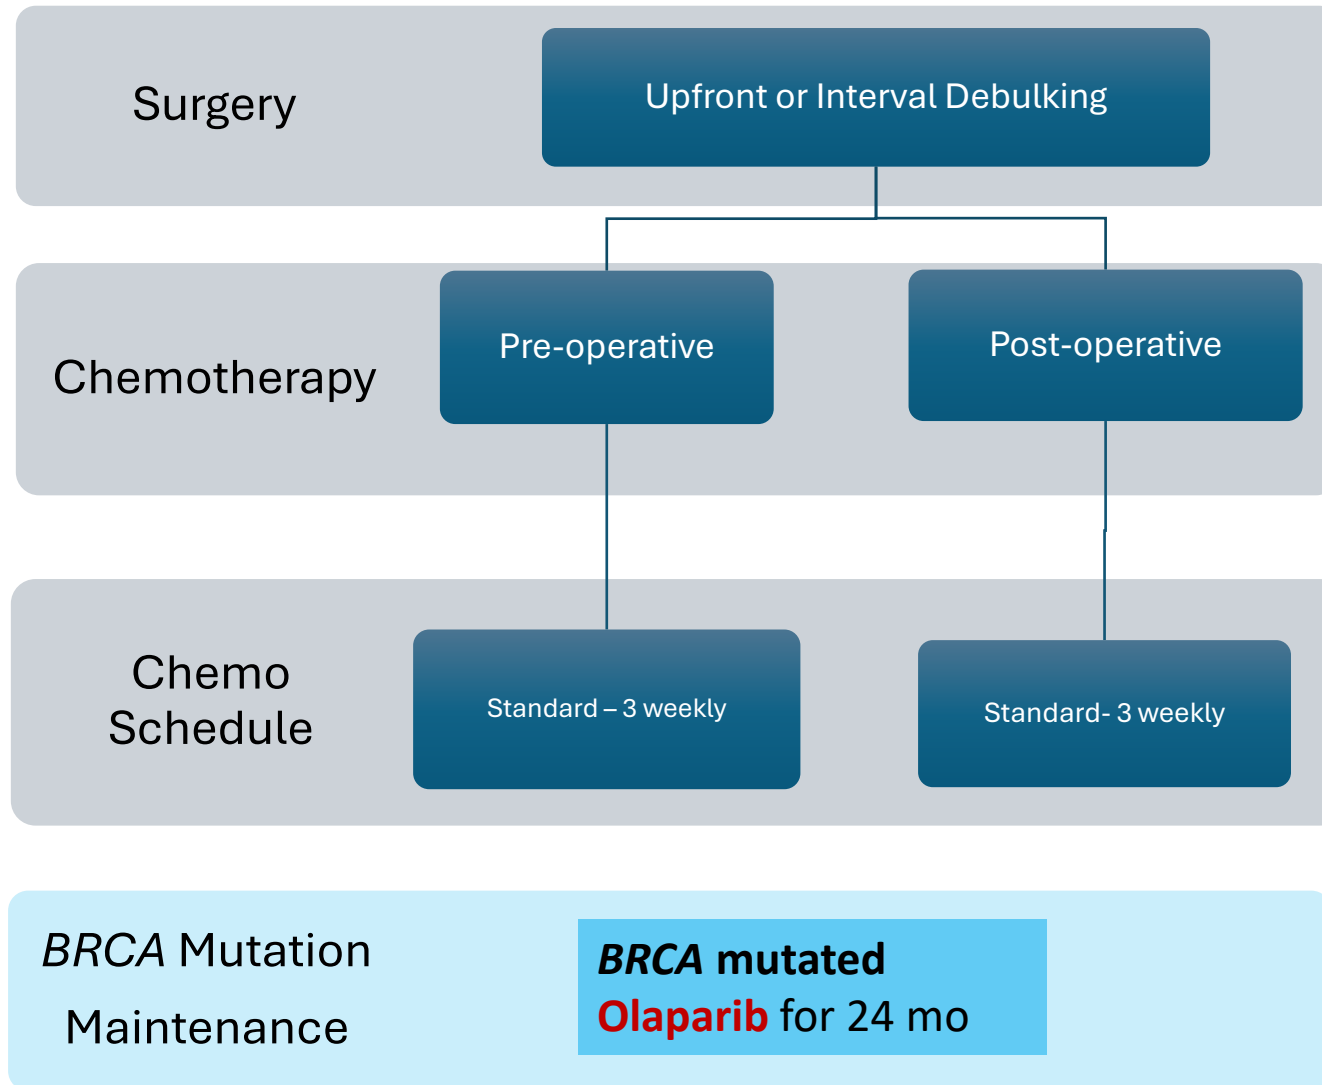 Surgery
Upfront or Interval Debulking
Chemotherapy
Pre-operative
Post-operative
Chemo
Schedule
Standard – 3 weekly
Standard- 3 weekly
BRCA Mutation
Maintenance
BRCA mutated
Olaparib for 24 mo